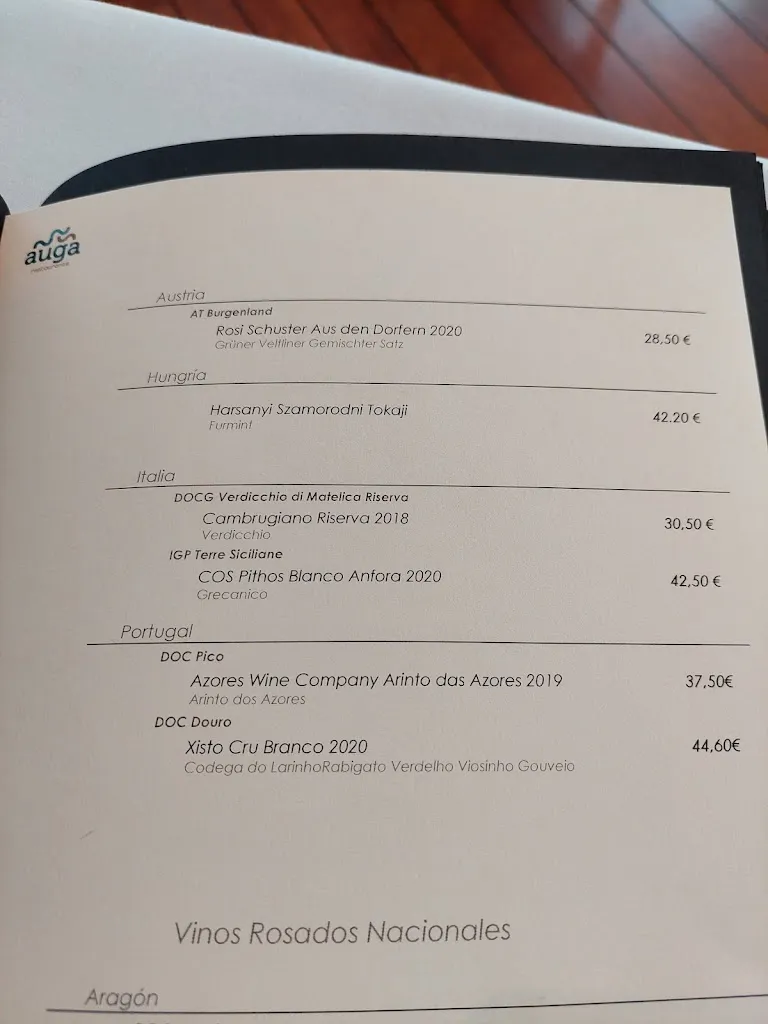 auga
Austria
AT Burgenland
Rosi Schuster Aus den Dorfern 2020 28,50 €
Grüner Veltliner Gemischter Satz
Hungría
Harsanyi Szamorodni Tokaji 42.20 €
Furmint
Italia
DOCG Verdicchio di Matelica Riserva
Cambrugiano Riserva 2018 30,50 €
Verdicchio
IGP Terre Siciliane
COS Pithos Blanco Anfora 2020 42,50 €
Grecanico
Portugal
DOC Pico
Azores Wine Company Arinto das Azores 2019 37,50€
Arinto dos Azores
DOC Douro
Xisto Cru Branco 2020 44,60€
Codega do LarinhoRabigato Verdelho Viosinho Gouveio
Vinos Rosados Nacionales
Aragón